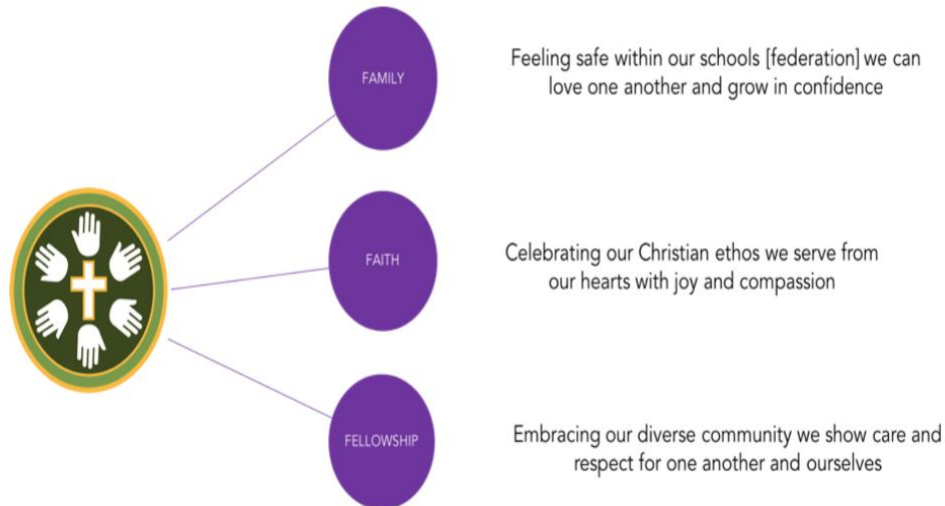 FAMILY
Feeling safe within our schools [federation] we can
love one another and grow in confidence
FAITH
Celebrating our Christian ethos we serve from
our hearts with joy and compassion
FELLOWSHIP
Embracing our diverse community we show care and
respect for one another and ourselves